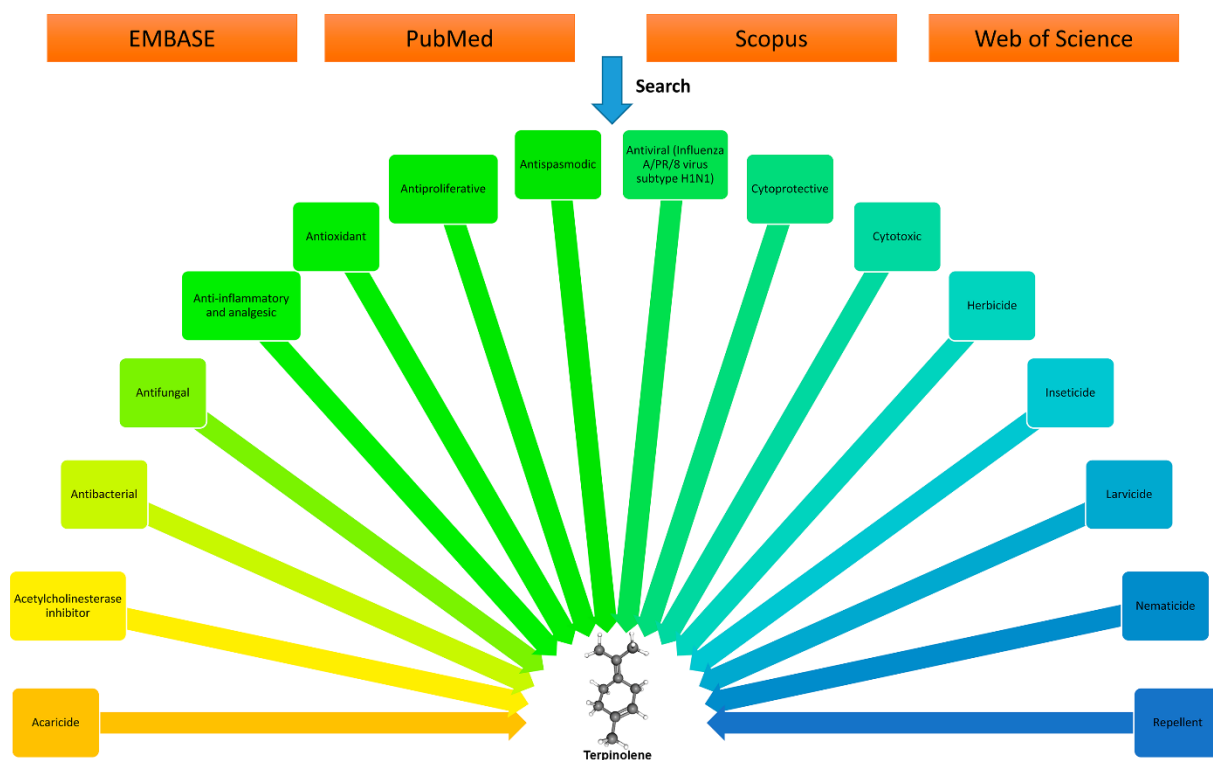 EMBASE
PubMed
Scopus
Web of Science
Search
Antispasmodic
Antiviral (Influenza
A/PR/8 virus
subtype H1N1)
Antiproliferative
Cytoprotective
Antioxidant
Cytotoxic
Anti-inflammatory
and analgesic
Herbicide
Antifungal
Inseticide
Antibacterial
Larvicide
Acetylcholinesterase
inhibitor
Nematicide
Acaricide
Repellent
Terpinolene